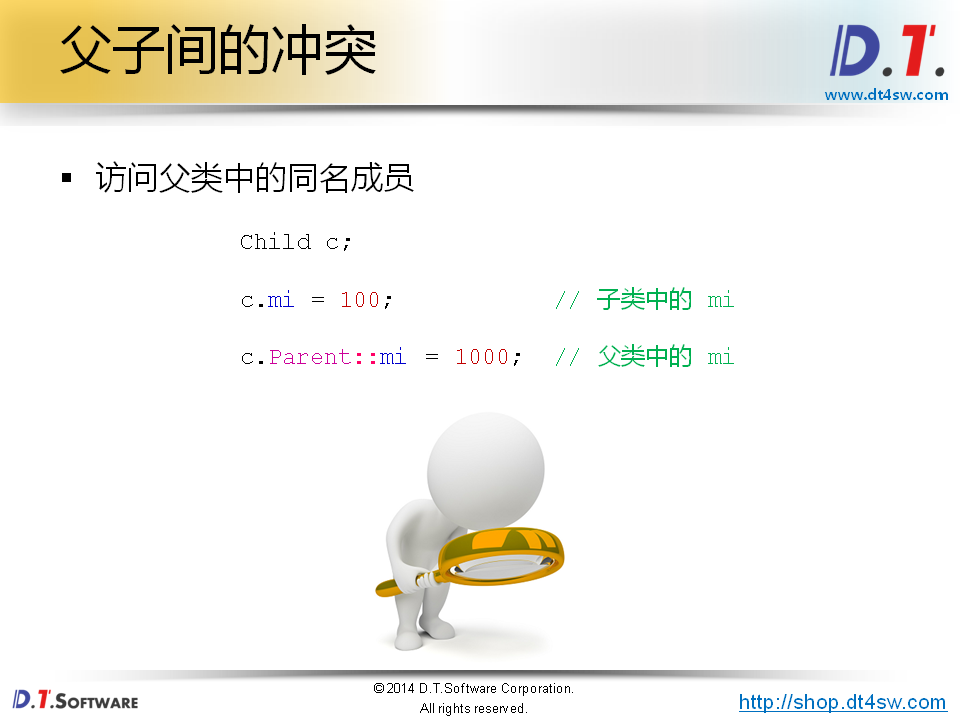 父子间的冲突
D.T.
www.dt4sw.com
▪ 访问父类中的同名成员
Child c;
c.mi = 100; // 子类中的 mi
c.Parent::mi = 1000; // 父类中的 mi
D.T.SOFTWARE
©2014 D.T.Software Corporation.
All rights reserved.
http://shop.dt4sw.com